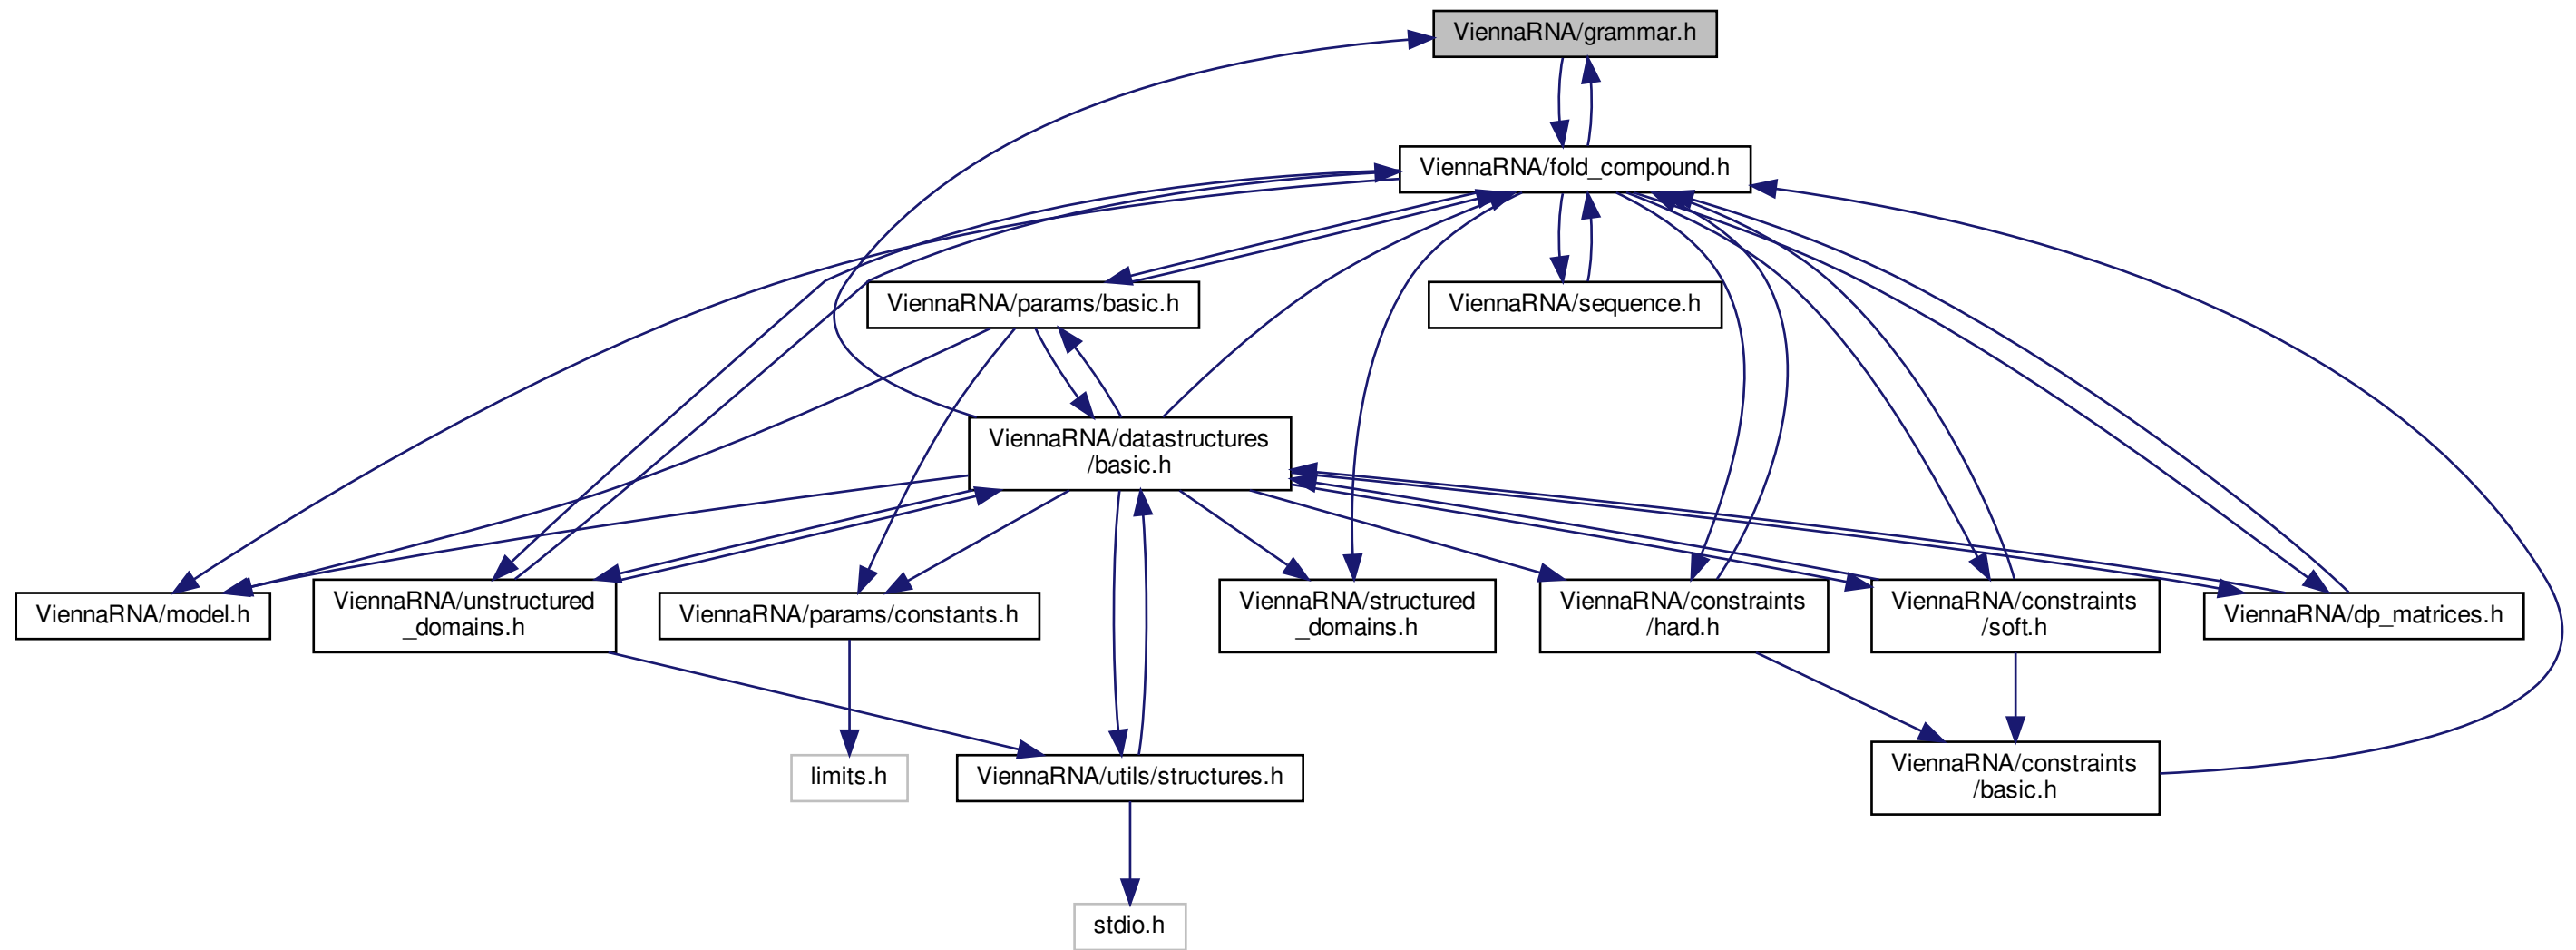 ViennaRNA/grammar.h
ViennaRNA/fold_compound.h
ViennaRNA/params/basic.h
ViennaRNA/sequence.h
ViennaRNA/datastructures
/basic.h
ViennaRNA/model.h
ViennaRNA/unstructured
_domains.h
ViennaRNA/params/constants.h
ViennaRNA/structured
_domains.h
ViennaRNA/constraints
/hard.h
ViennaRNA/constraints
/soft.h
ViennaRNA/dp_matrices.h
limits.h
ViennaRNA/utils/structures.h
ViennaRNA/constraints
/basic.h
stdio.h